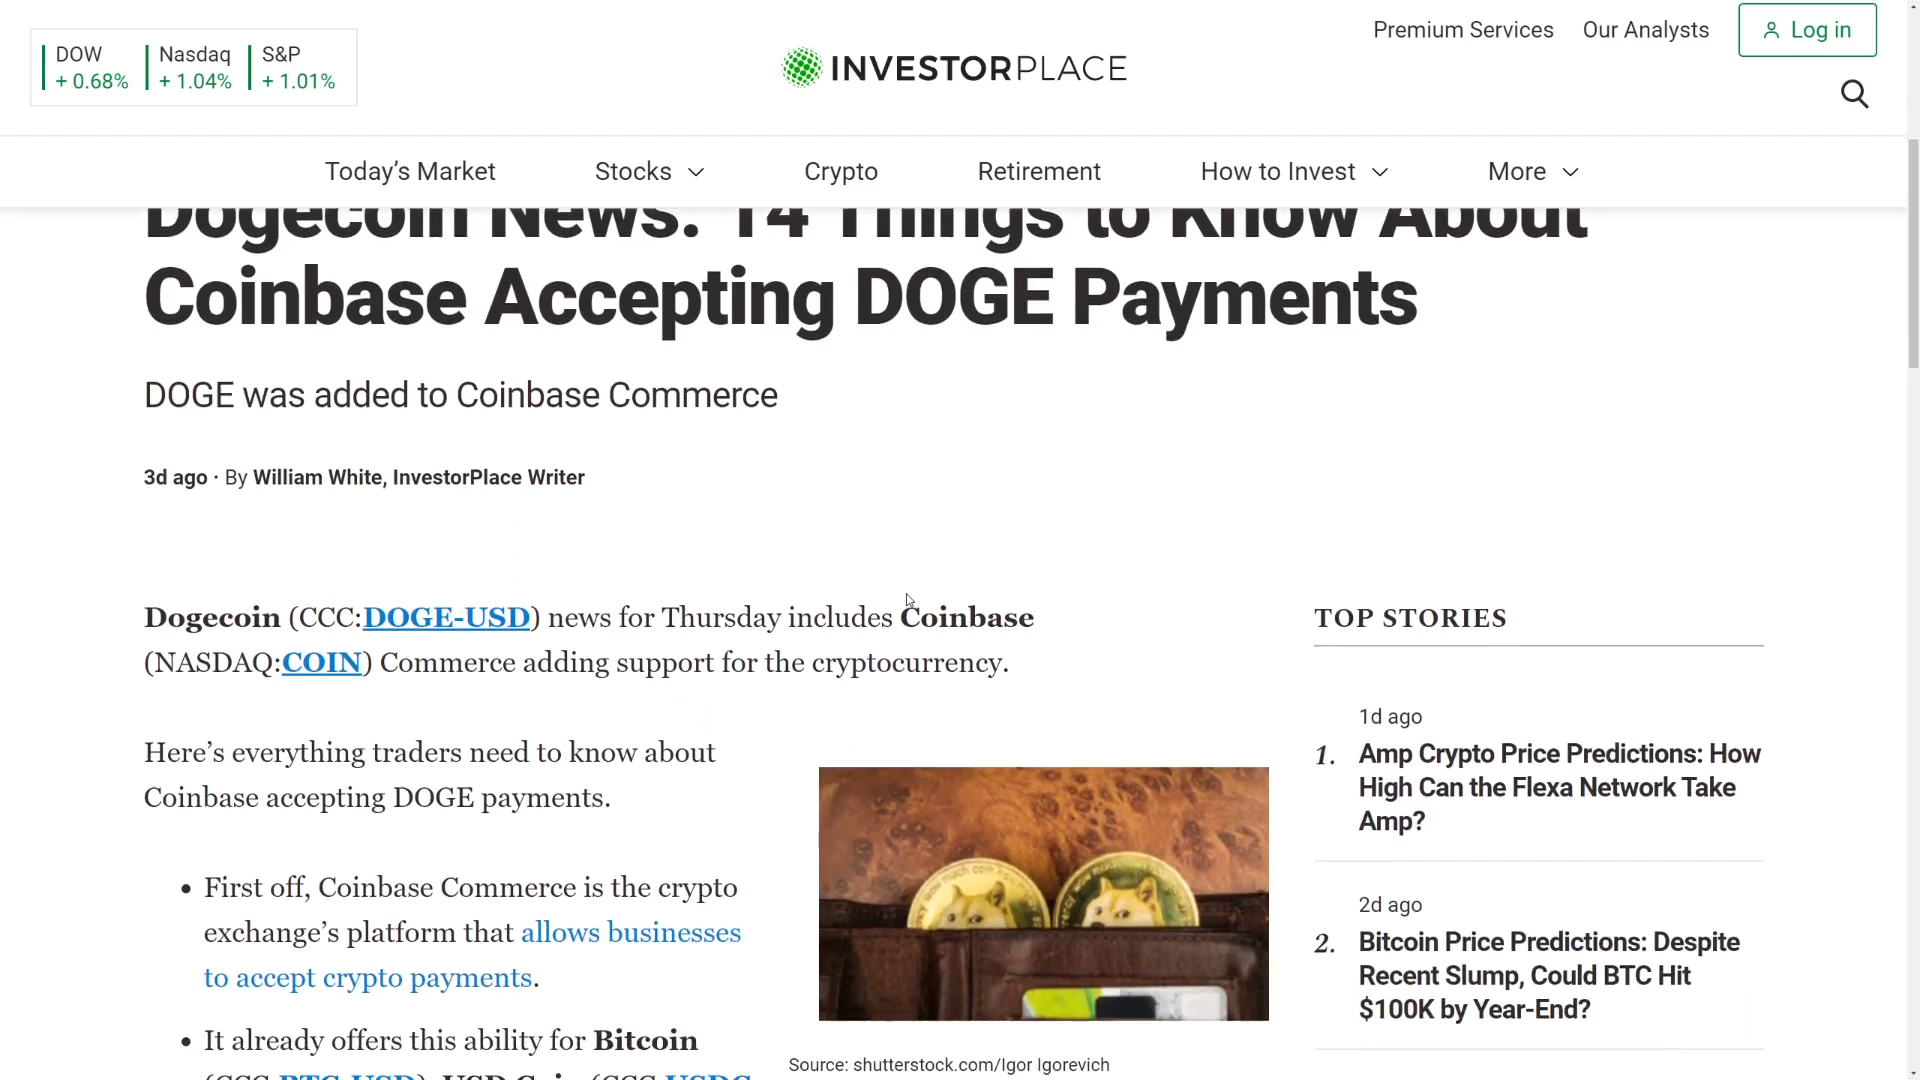 Premium Services Our Analysts Log in
DOW Nasdaq S&P
+ 0.68% + 1.04% + 1.01%
INVESTORPLACE
Today’s Market Stocks Crypto Retirement How to Invest More
Dogecoin News: 14 Things to Know About
Coinbase Accepting DOGE Payments
DOGE was added to Coinbase Commerce
3d ago · By William White, InvestorPlace Writer
Dogecoin (CCC:DOGE-USD) news for Thursday includes Coinbase
(NASDAQ:COIN) Commerce adding support for the cryptocurrency.
Here’s everything traders need to know about
Coinbase accepting DOGE payments.
• First off, Coinbase Commerce is the crypto
exchange’s platform that allows businesses
to accept crypto payments.
• It already offers this ability for Bitcoin
(CCC:BTC-USD), USD Coin (CCC:USDC-
Source: shutterstock.com/Igor Igorevich
TOP STORIES
1d ago
1. Amp Crypto Price Predictions: How
High Can the Flexa Network Take
Amp?
2d ago
2. Bitcoin Price Predictions: Despite
Recent Slump, Could BTC Hit
$100K by Year-End?